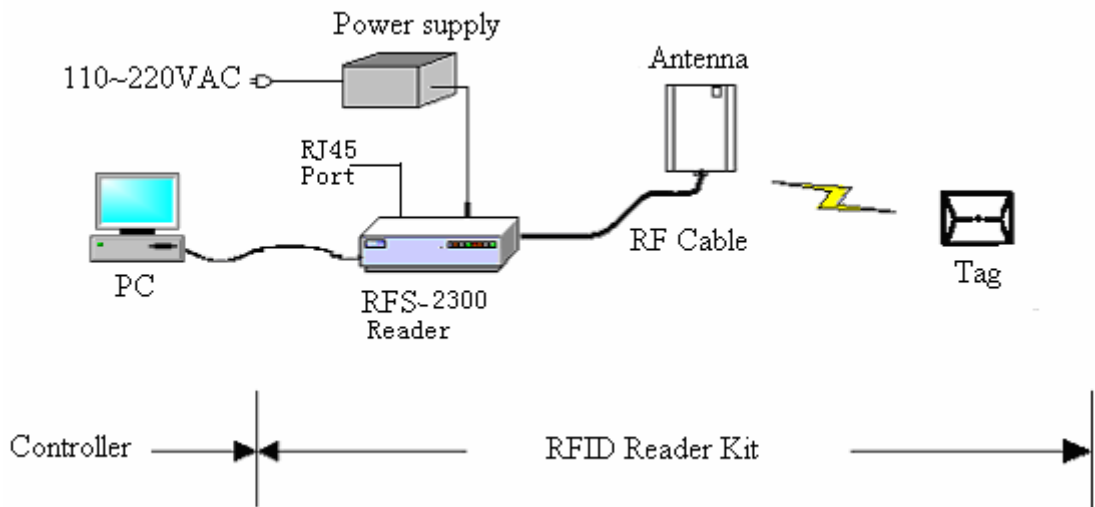 Power supply
110~220VAC
Antenna
RJ45
Port
RF Cable
PC
RFS-2300
Reader
Tag
Controller
RFID Reader Kit